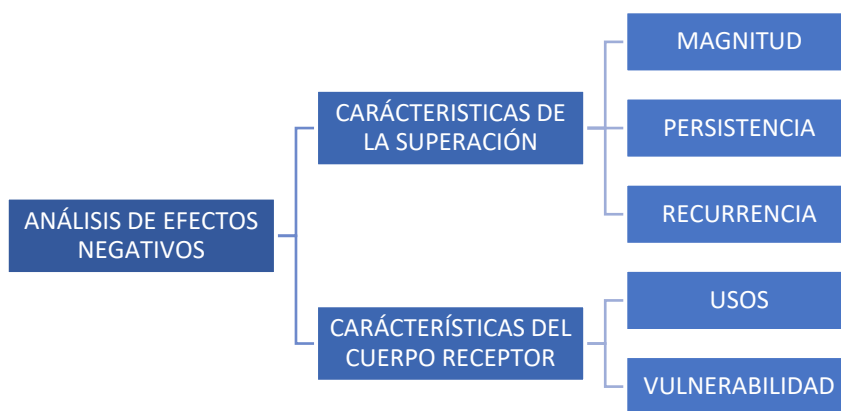 ANÁLISIS DE EFECTOS
NEGATIVOS
CARÁCTERISTICAS DE
LA SUPERACIÓN
MAGNITUD
PERSISTENCIA
RECURRENCIA
CARÁCTERÍSTICAS DEL
CUERPO RECEPTOR
USOS
VULNERABILIDAD